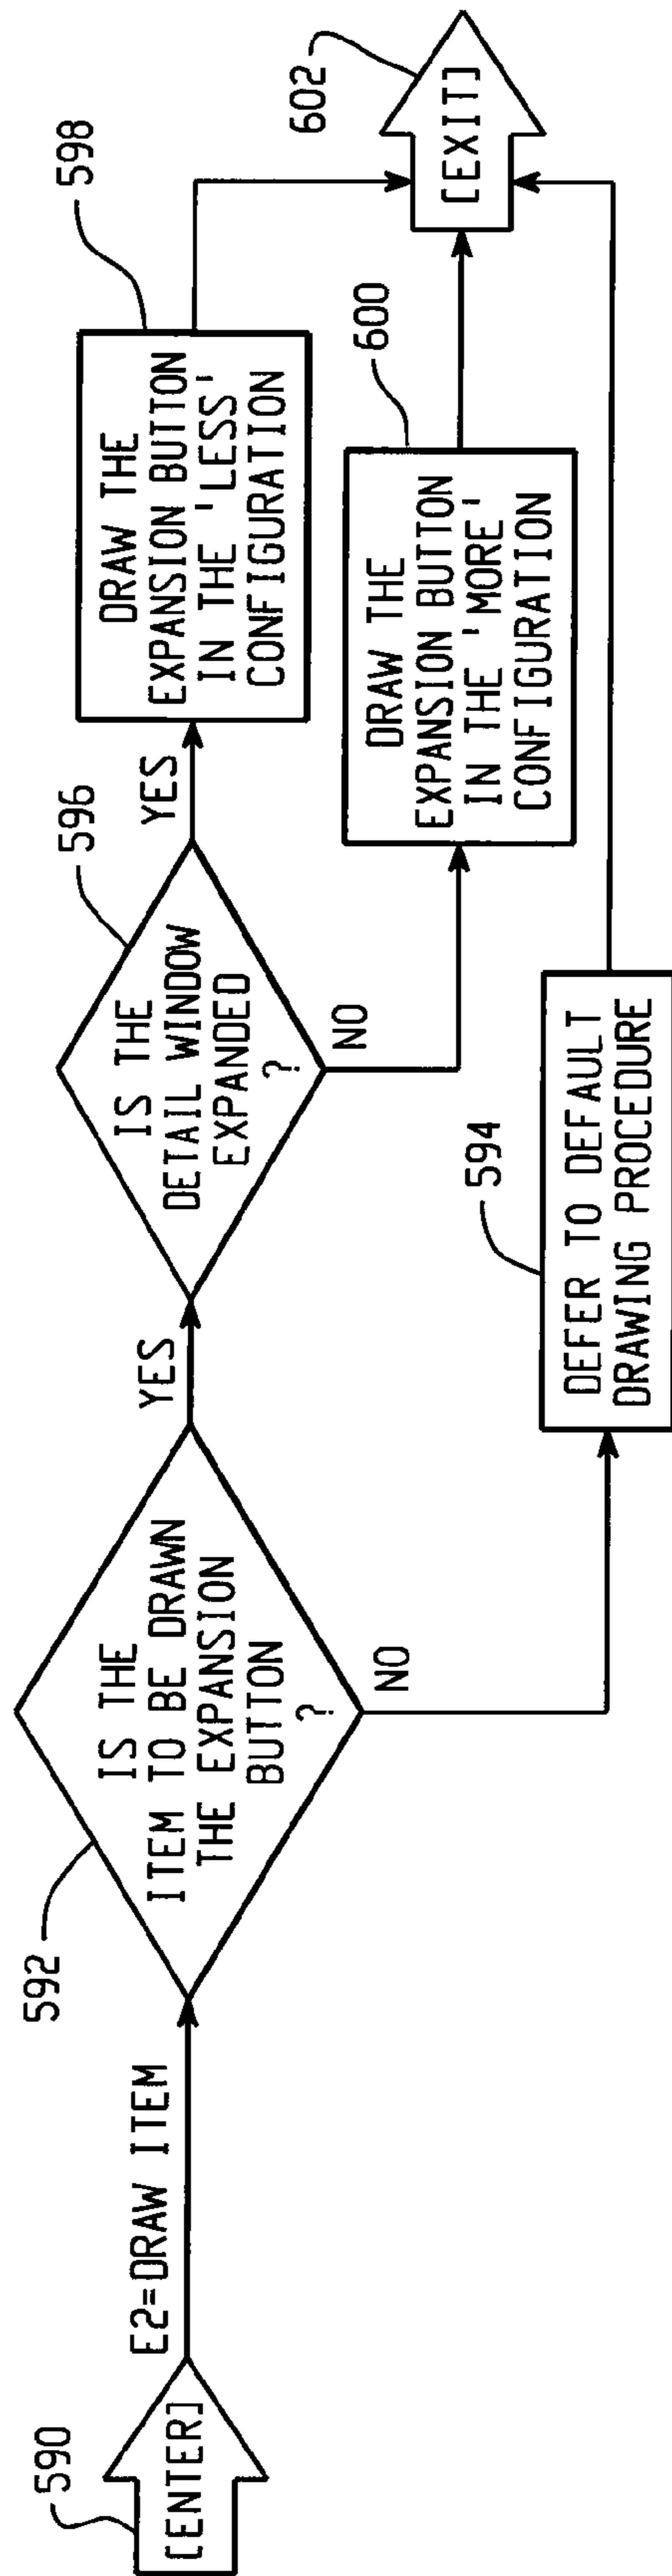 590
[ENTER]
E2=DRAW ITEM
592
IS THE
ITEM TO BE DRAWN
THE EXPANSION
BUTTON
?
YES
NO
594
DEFER TO DEFAULT
DRAWING PROCEDURE
596
IS THE
DETAIL WINDOW
EXPANDED
?
YES
NO
598
DRAW THE
EXPANSION BUTTON
IN THE 'LESS'
CONFIGURATION
600
DRAW THE
EXPANSION BUTTON
IN THE 'MORE'
CONFIGURATION
602
[EXIT]